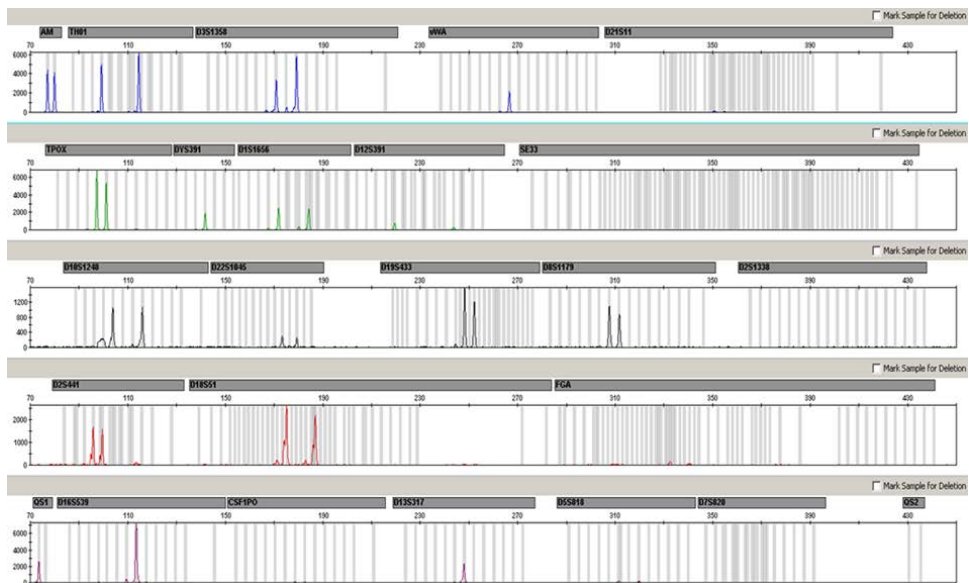 Mark Sample for Deletion
AM TH01 D3S1358 vWA D21S11
70 110 150 190 230 270 310 350 390 430
6000
4000
2000
0
Mark Sample for Deletion
TPOX DYS391 D1S1656 D12S391 SE33
70 110 150 190 230 270 310 350 390 430
6000
4000
2000
0
Mark Sample for Deletion
D10S1248 D22S1045 D19S433 D8S1179 D2S1338
70 110 150 190 230 270 310 350 390 430
1200
800
400
0
Mark Sample for Deletion
D2S441 D18S51 FGA
70 110 150 190 230 270 310 350 390 430
2000
1000
0
Mark Sample for Deletion
QS1 D16S539 CSF1PO D13S317 D5S818 D7S820 QS2
70 110 150 190 230 270 310 350 390 430
6000
4000
2000
0